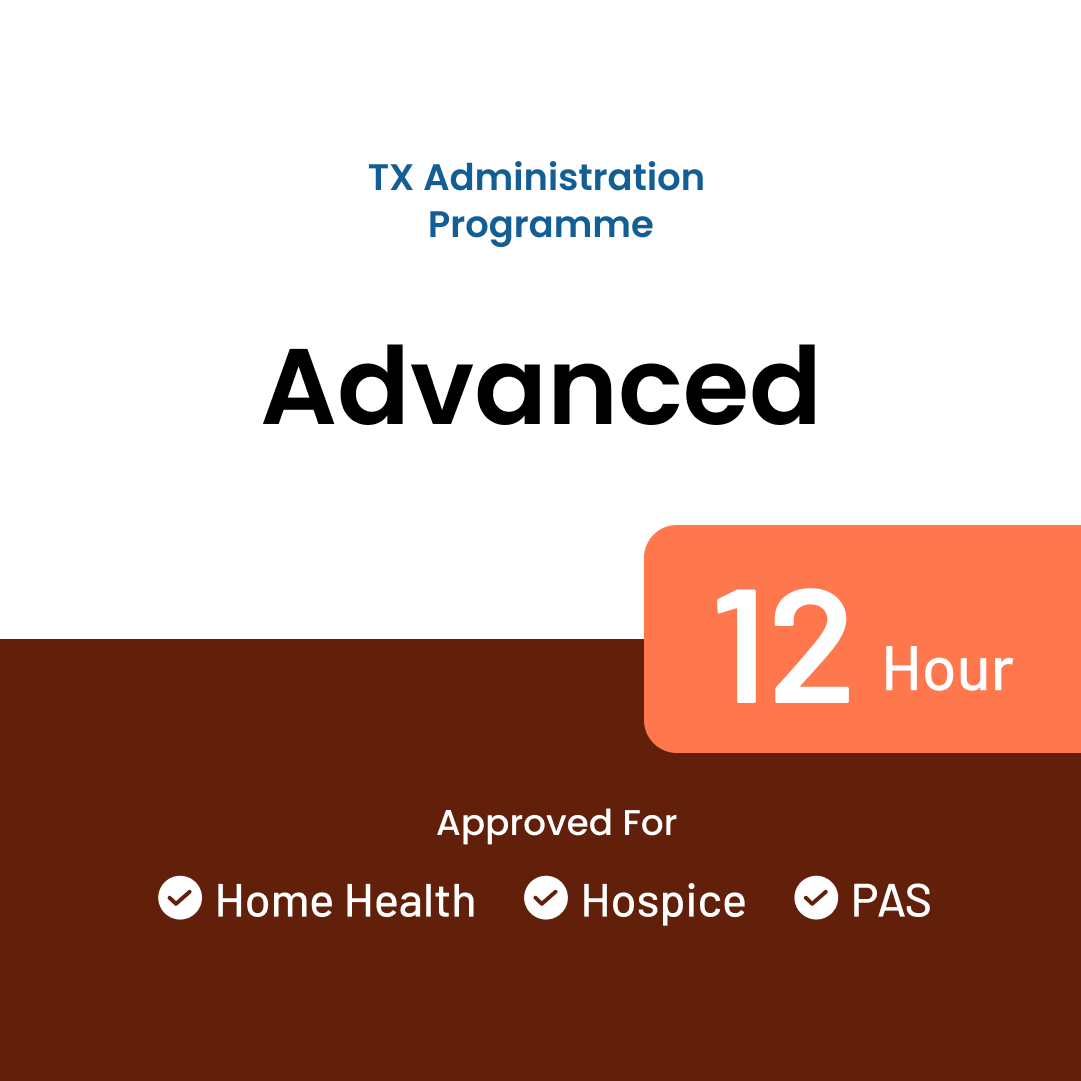 TX Administration
Programme
Advanced
12 Hour
Approved For
Home Health Hospice PAS